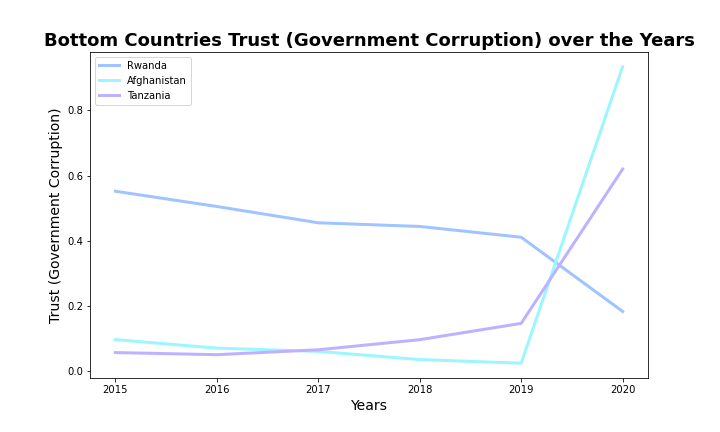 Bottom Countries Trust (Government Corruption) over the Years
Rwanda
Afghanistan
Tanzania
Trust (Government Corruption)
0.8
0.6
0.4
0.2
0.0
2015 2016 2017 2018 2019 2020
Years